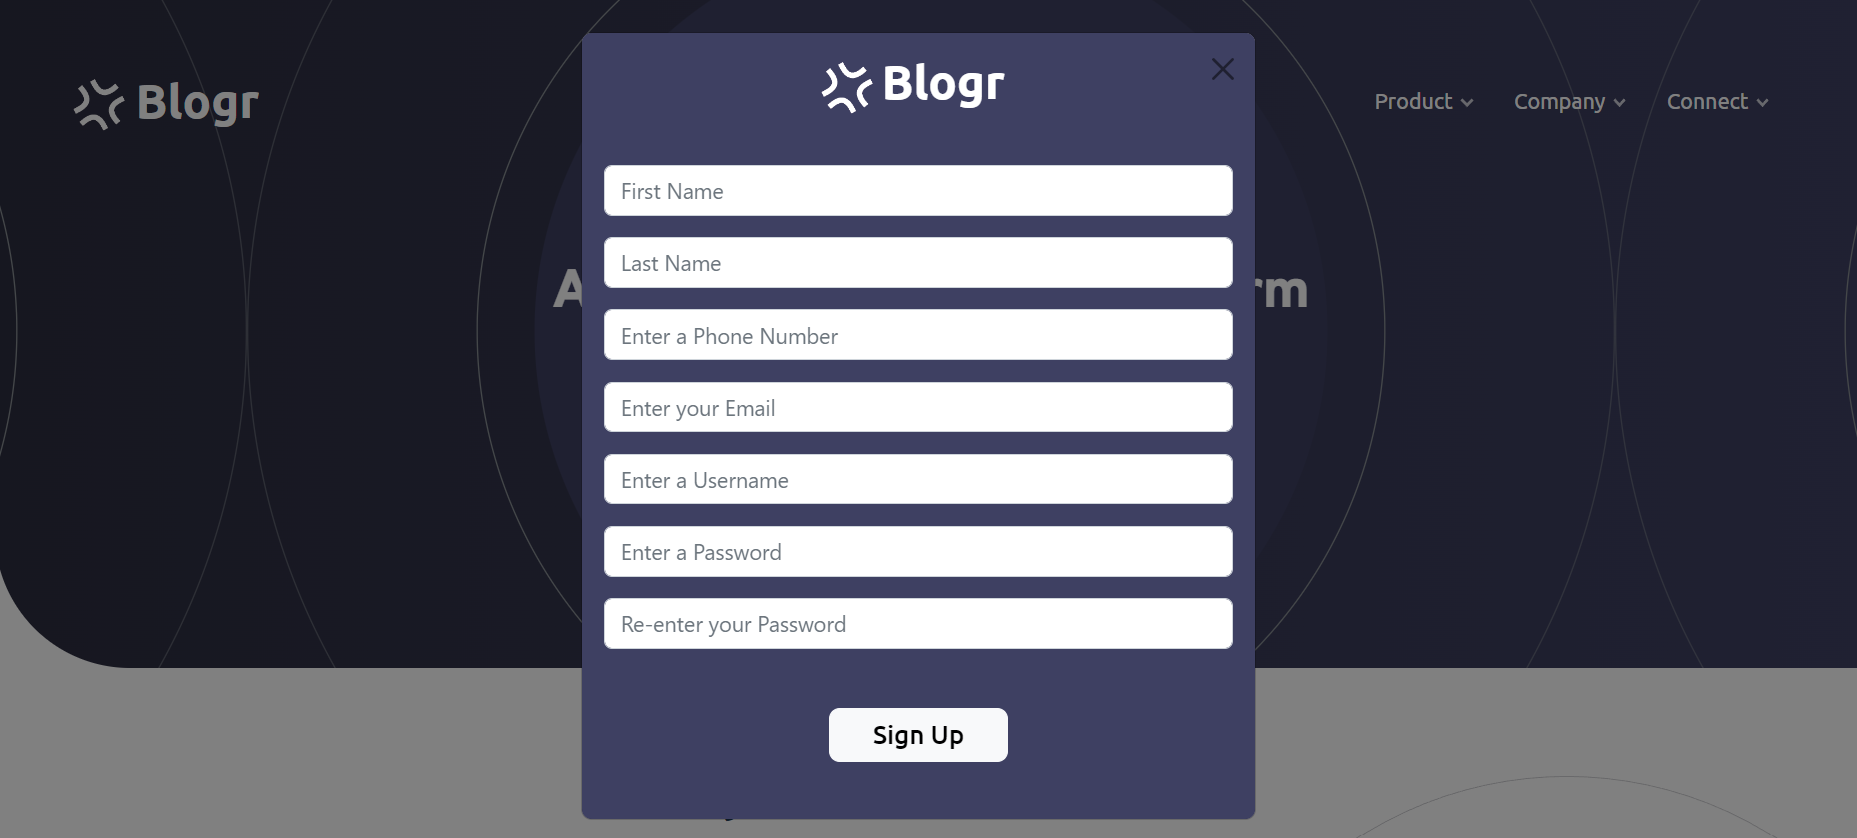 Blogr
Product
Company
Connect
Blogr
First Name
Last Name
Enter a Phone Number
Enter your Email
Enter a Username
Enter a Password
Re-enter your Password
Sign Up